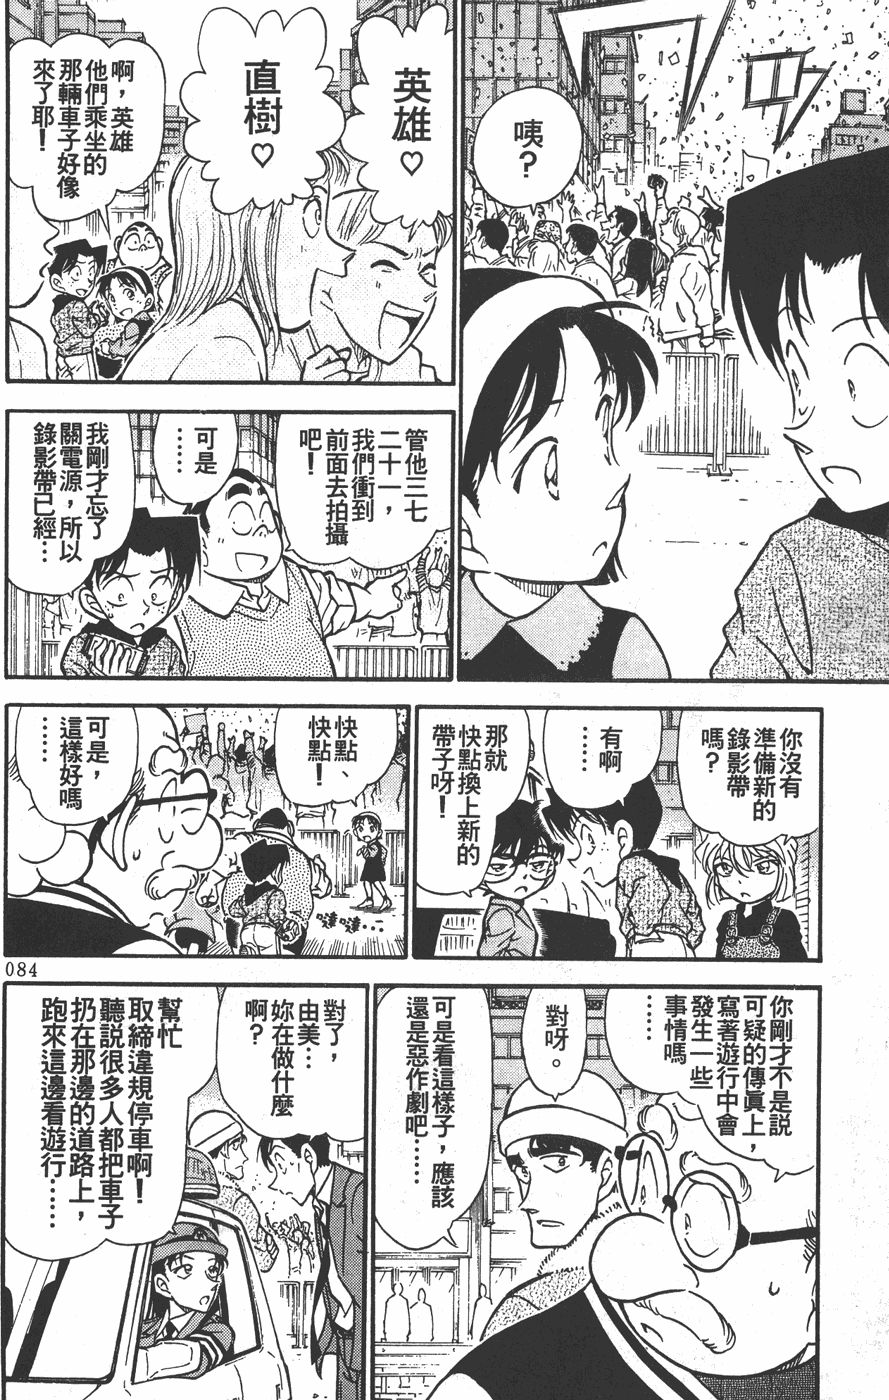 咦？
ワァ
英雄♡
直樹♡
啊，英雄
他們乘坐的
那輛車子好像
來了耶！
管他三七
二十一，
我們衝到
前面去拍攝
吧！
可是
……
我剛才忘了
關電源，所以
錄影帶已經…
你沒有
準備新的
錄影帶
嗎？
有啊
……
那就
快點換上新的
帶子呀！
快點、
快點！
噠噠…
可是，
這樣好嗎
……
084
你剛才不是說
可疑的傳眞上，
寫著遊行中會
發生一些
事情嗎
……
對呀。
可是看這樣子，應該
還是惡作劇吧……
對了，
由美…
妳在做什麼
啊？
幫忙
取締違規停車啊！
聽説很多人都把車子
扔在那邊的道路上，
跑來這邊看遊行……